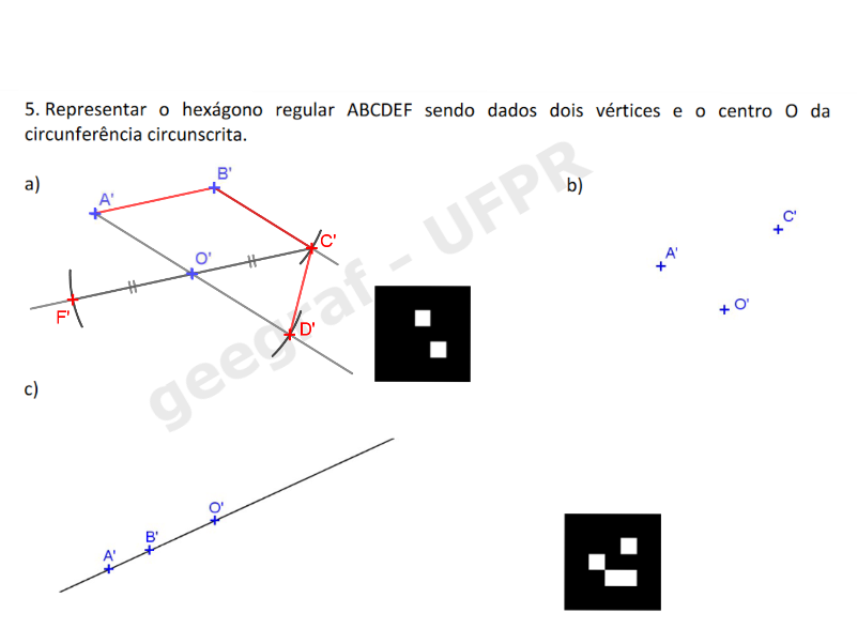 5. Representar o hexágono regular ABCDEF sendo dados dois vértices e o centro O da
circunferência circunscrita.
a)
A'
B'
O'
C'
F'
D'
b)
A'
C'
O'
c)
A'
B'
O'
geegraf - UFPR